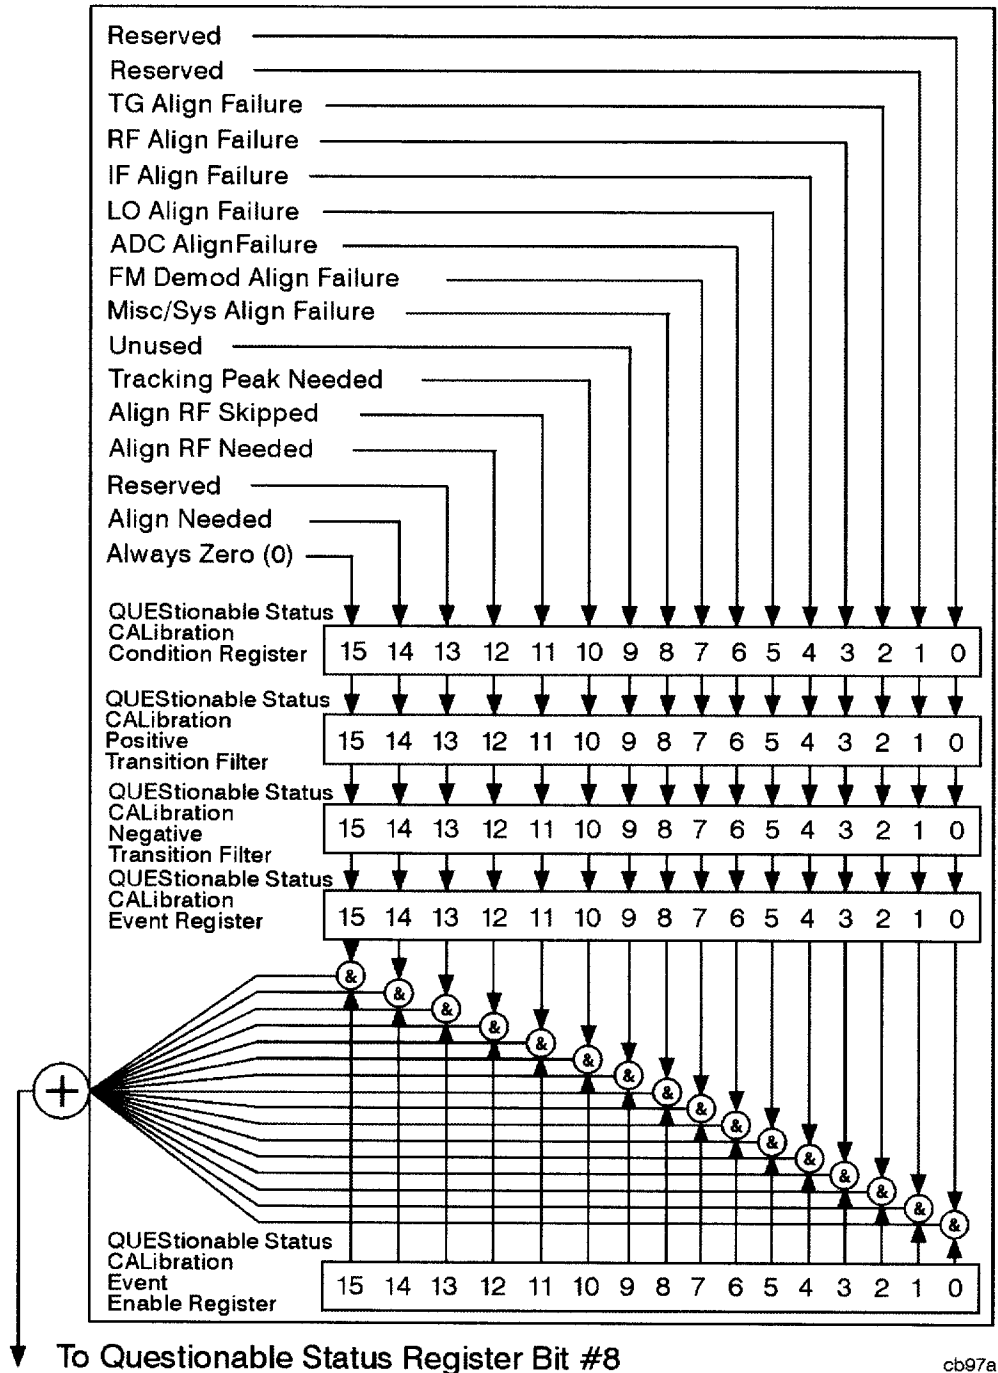 Reserved
Reserved
TG Align Failure
RF Align Failure
IF Align Failure
LO Align Failure
ADC AlignFailure
FM Demod Align Failure
Misc/Sys Align Failure
Unused
Tracking Peak Needed
Align RF Skipped
Align RF Needed
Reserved
Align Needed
Always Zero (0)
QUEStionable Status
CALibration
Condition Register
15 14 13 12 11 10 9 8 7 6 5 4 3 2 1 0
QUEStionable Status
CALibration
Positive
Transition Filter
15 14 13 12 11 10 9 8 7 6 5 4 3 2 1 0
QUEStionable Status
CALibration
Negative
Transition Filter
15 14 13 12 11 10 9 8 7 6 5 4 3 2 1 0
QUEStionable Status
CALibration
Event Register
15 14 13 12 11 10 9 8 7 6 5 4 3 2 1 0
& & & & & & & & & & & & & & & &
+
QUEStionable Status
CALibration
Event
Enable Register
15 14 13 12 11 10 9 8 7 6 5 4 3 2 1 0
To Questionable Status Register Bit #8
cb97a